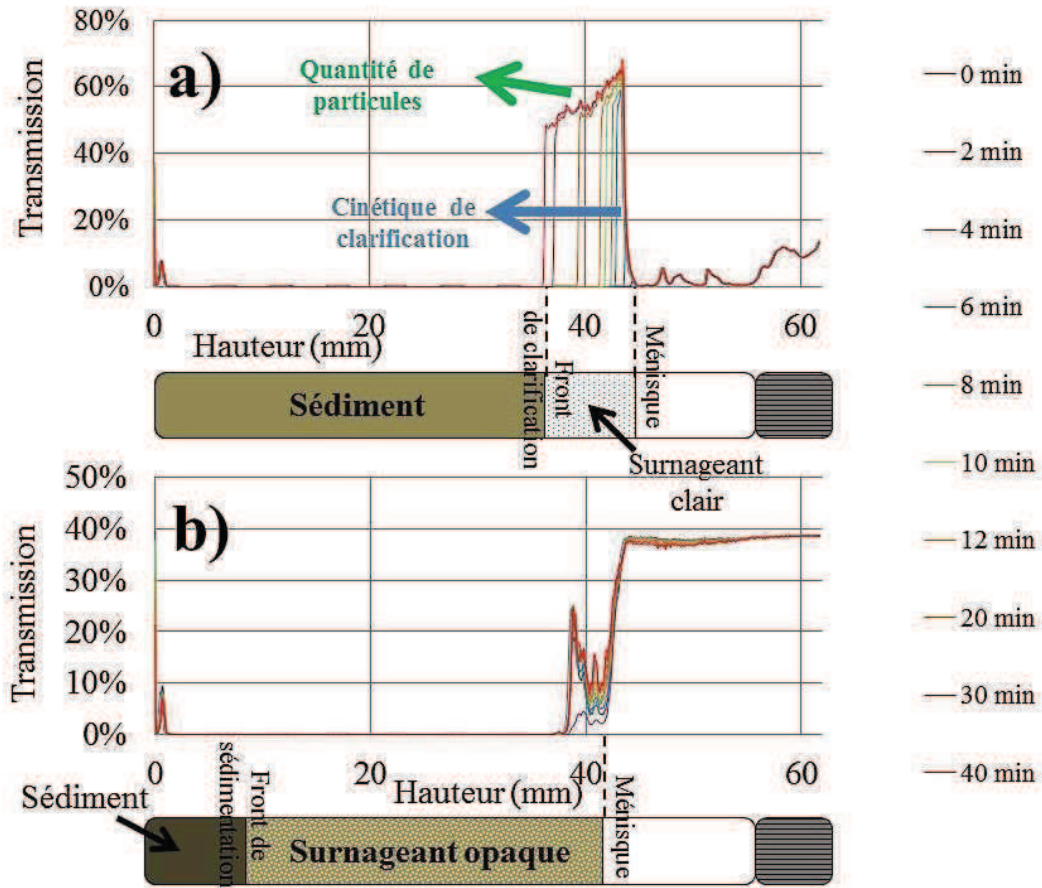 80%
60%
40%
20%
0%
Transmission
a)
Quantité de
particules
Cinétique de
clarification
0
20
40
60
Hauteur (mm)
Front
de clarification
Ménisque
Sédiment
Surnageant
clair
50%
40%
30%
20%
10%
0%
Transmission
b)
0
20
40
60
Hauteur (mm)
Sédiment
Front de
sédimentation
Ménisque
Surnageant opaque
0 min
2 min
4 min
6 min
8 min
10 min
12 min
20 min
30 min
40 min